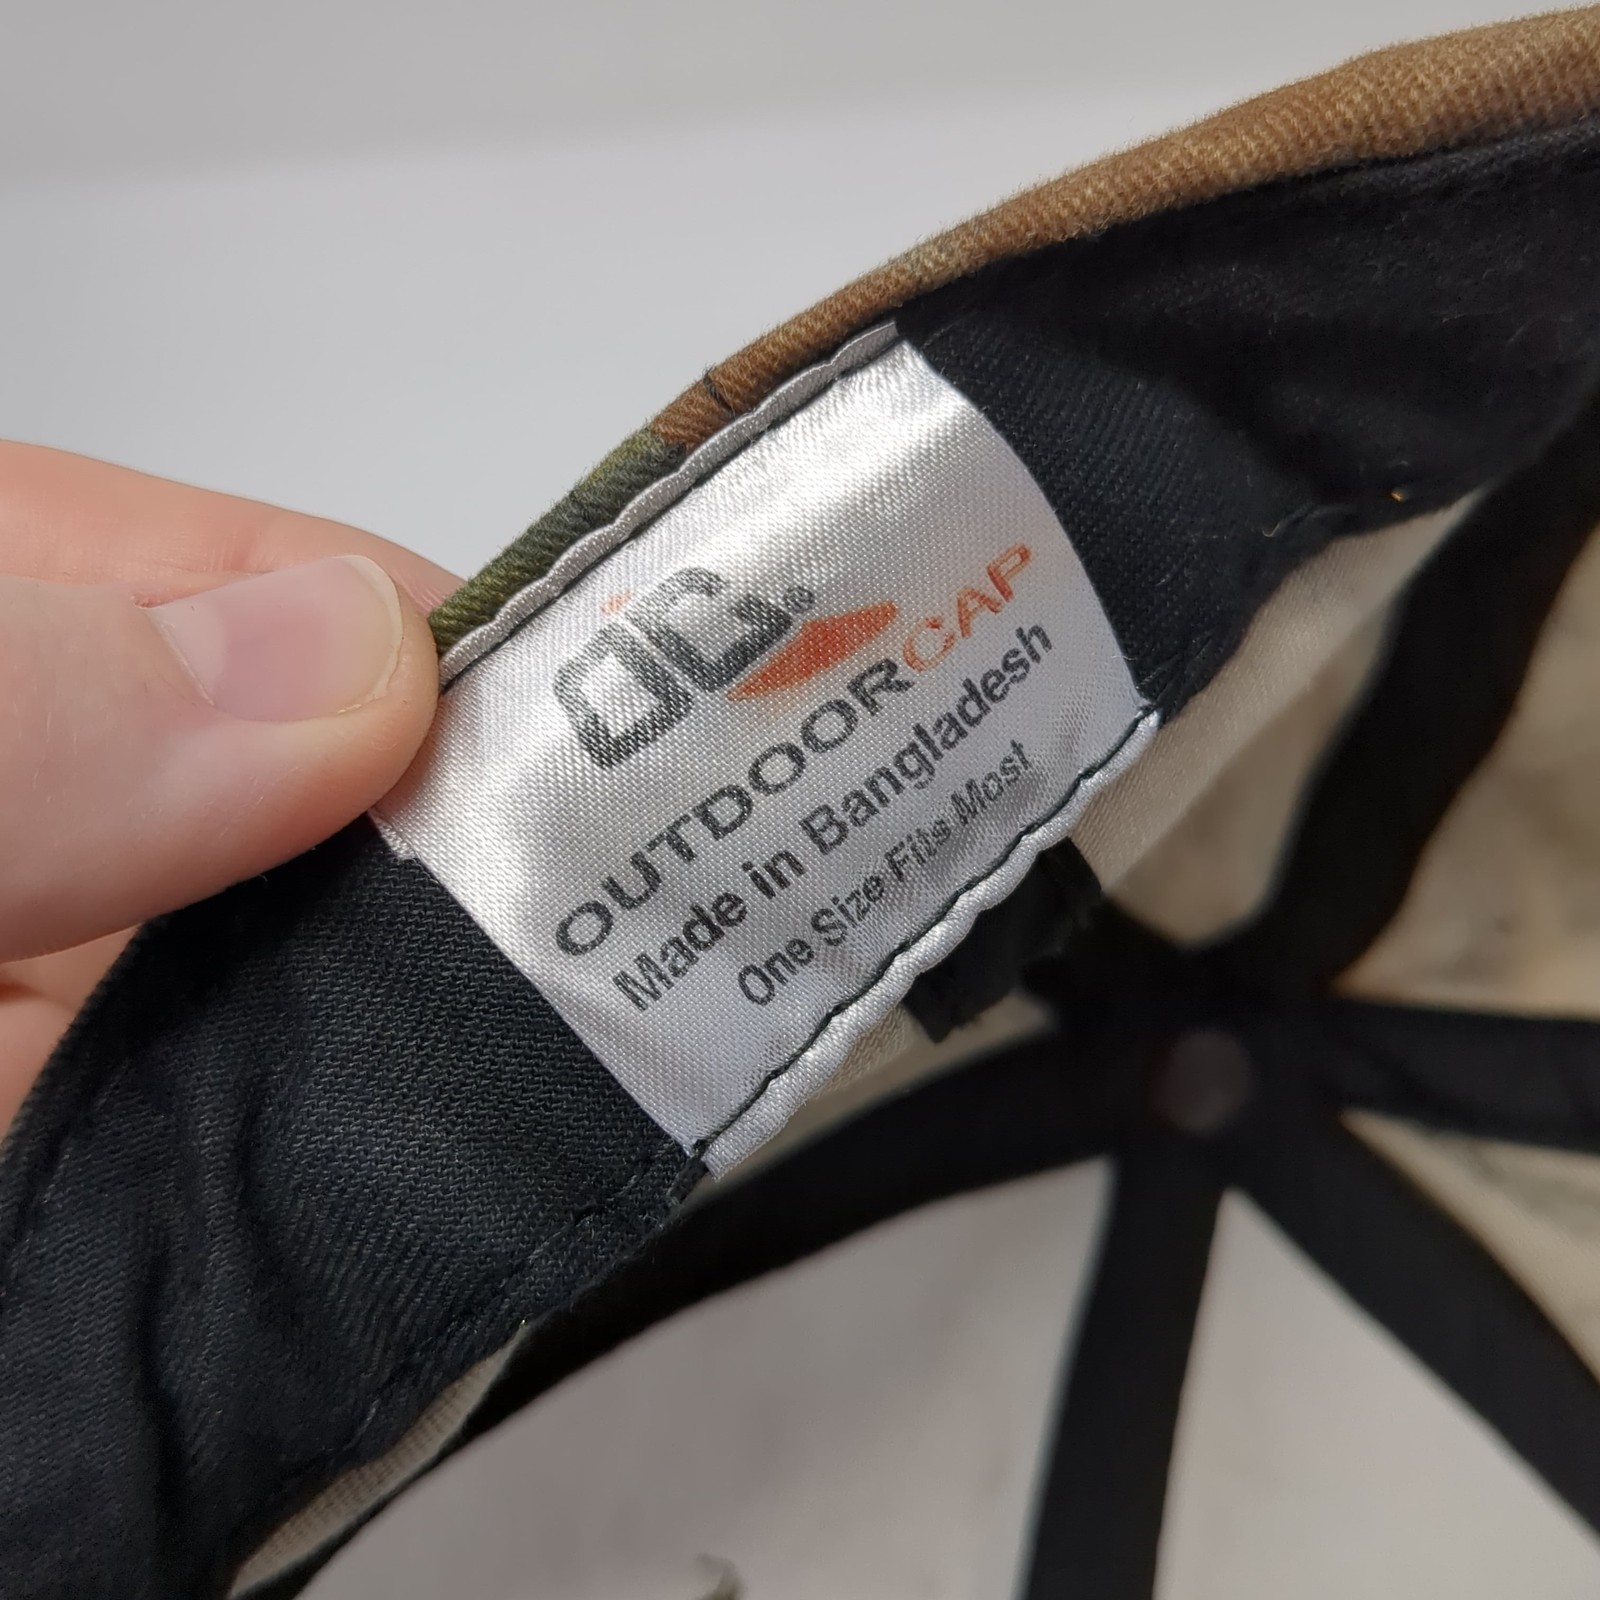 OC®
OUTDOORCAP
Made in Bangladesh
One Size Fits Most